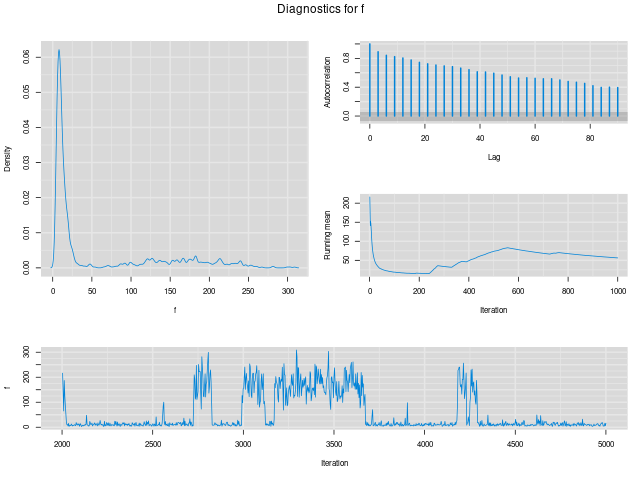 Diagnostics for f
Density
0.00 0.01 0.02 0.03 0.04 0.05 0.06
0 50 100 150 200 250 300
f
Autocorrelation
0.0 0.4 0.8
0 20 40 60 80
Lag
Running mean
50 100 150 200
0 200 400 600 800 1000
Iteration
f
0 100 200 300
2000 2500 3000 3500 4000 4500 5000
Iteration